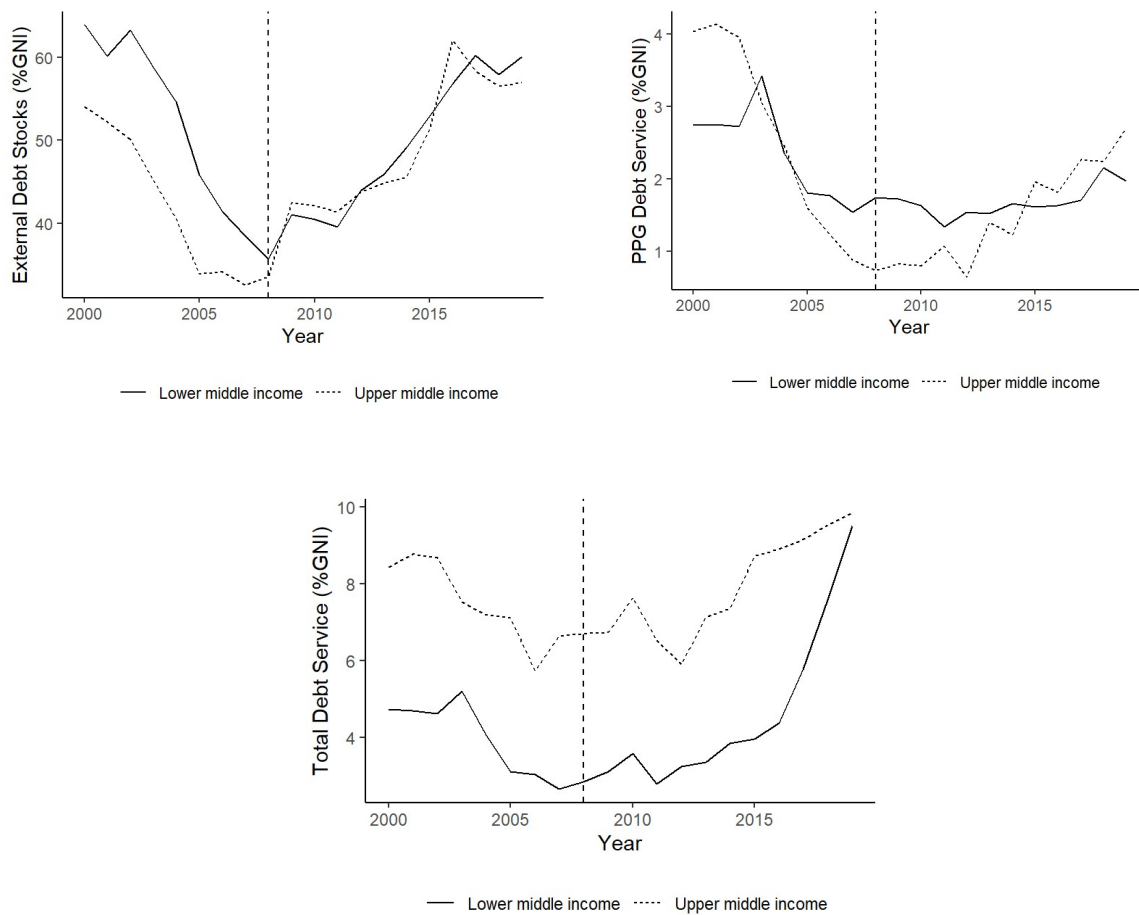 External Debt Stocks (%GNI)
60
50
40
2000 2005 2010 2015
Year
Lower middle income Upper middle income
PPG Debt Service (%GNI)
4
3
2
1
2000 2005 2010 2015
Year
Lower middle income Upper middle income
Total Debt Service (%GNI)
10
8
6
4
2000 2005 2010 2015
Year
Lower middle income Upper middle income